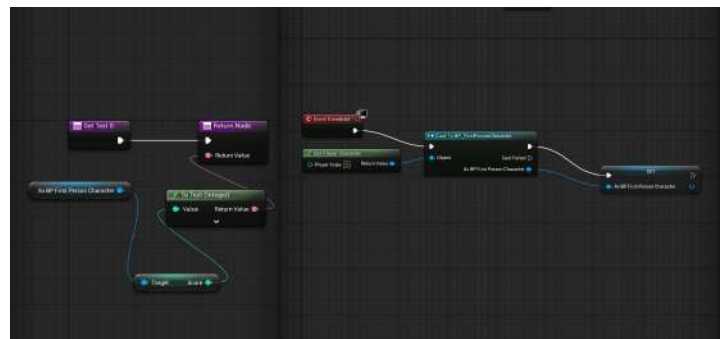 Get Text 0
Return Node
Return Value
As BP First Person Character
To Text (Integer)
Value
Return Value
Target
Score
Event Construct
Get Player Character
Player Index
0
Return Value
Cast To BP_FirstPersonCharacter
Object
Cast Failed
As BP First Person Character
SET
As BP First Person Character